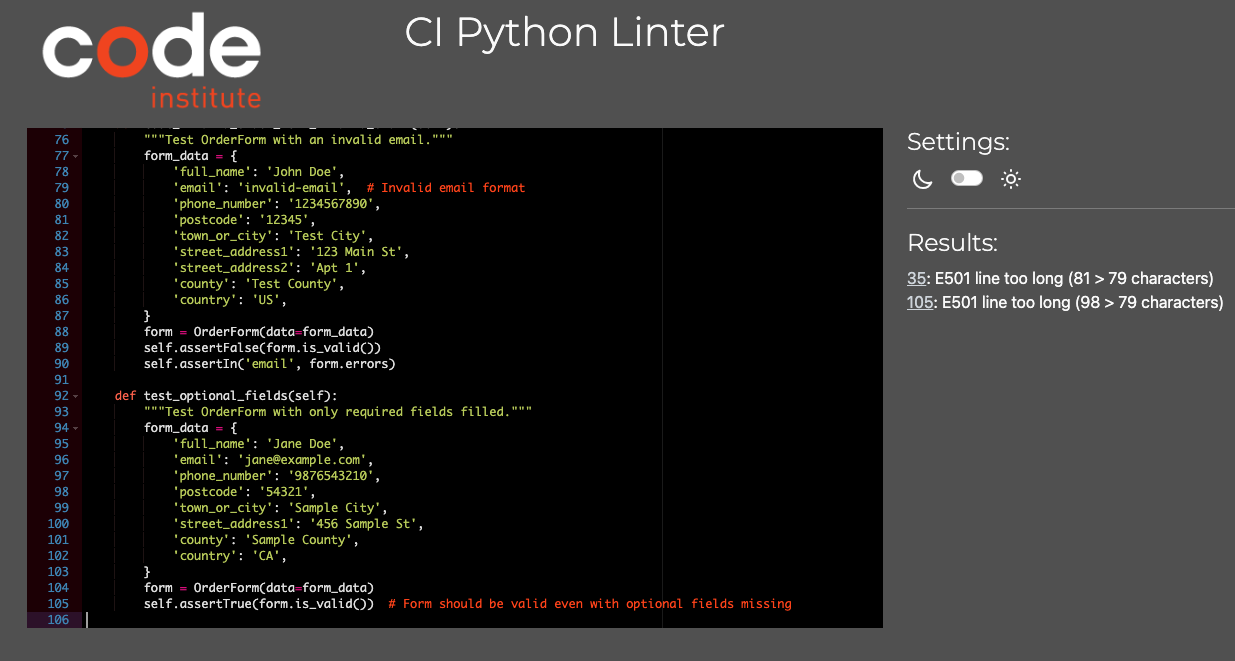 code
institute
CI Python Linter
76 """Test OrderForm with an invalid email."""
77 form_data = {
78 'full_name': 'John Doe',
79 'email': 'invalid-email',  # Invalid email format
80 'phone_number': '1234567890',
81 'postcode': '12345',
82 'town_or_city': 'Test City',
83 'street_address1': '123 Main St',
84 'street_address2': 'Apt 1',
85 'county': 'Test County',
86 'country': 'US',
87 }
88 form = OrderForm(data=form_data)
89 self.assertFalse(form.is_valid())
90 self.assertIn('email', form.errors)
91
92 def test_optional_fields(self):
93 """Test OrderForm with only required fields filled."""
94 form_data = {
95 'full_name': 'Jane Doe',
96 'email': 'jane@example.com',
97 'phone_number': '9876543210',
98 'postcode': '54321',
99 'town_or_city': 'Sample City',
100 'street_address1': '456 Sample St',
101 'county': 'Sample County',
102 'country': 'CA',
103 }
104 form = OrderForm(data=form_data)
105 self.assertTrue(form.is_valid())  # Form should be valid even with optional fields missing
106
Settings:
Results:
35: E501 line too long (81 > 79 characters)
105: E501 line too long (98 > 79 characters)